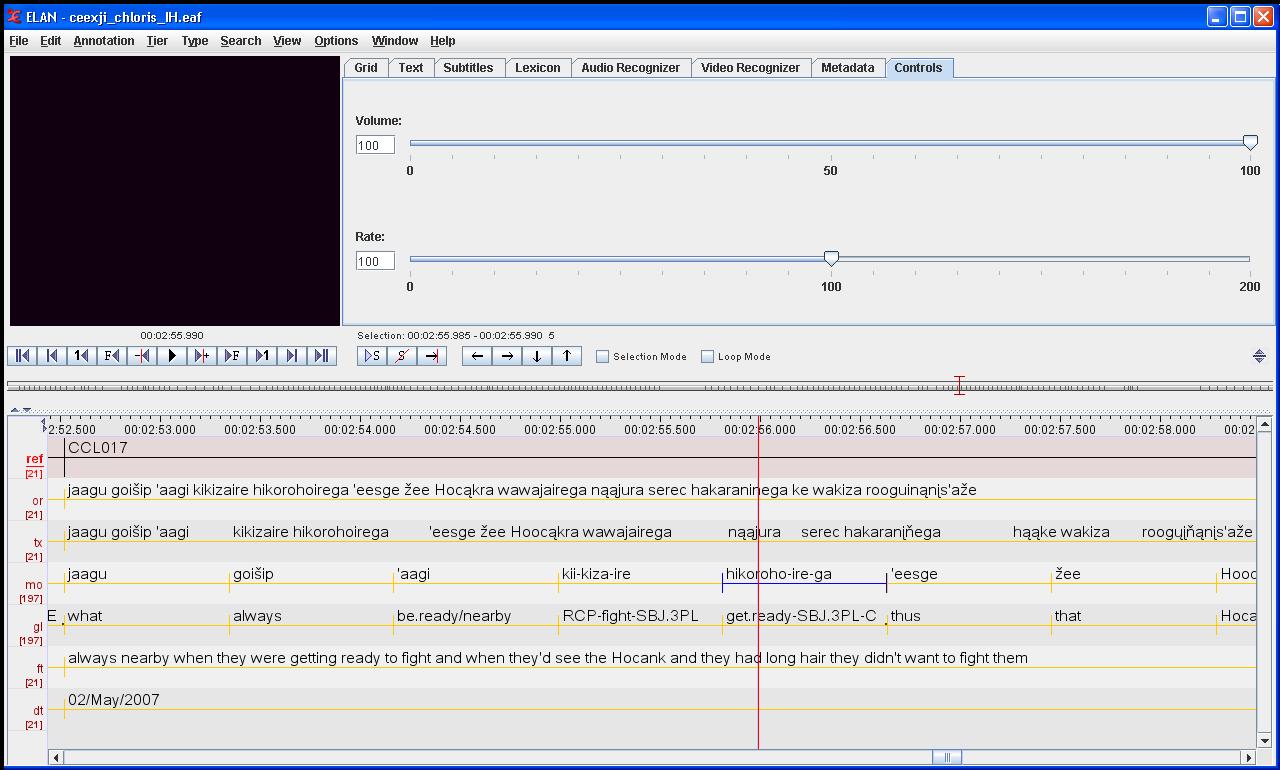 ELAN - ceexji_chloris_IH.eaf
File Edit Annotation Tier Type Search View Options Window Help
Grid Text Subtitles Lexicon Audio Recognizer Video Recognizer Metadata Controls
Volume:
100
0 50 100
Rate:
100
0 100 200
00:02:55.990 Selection: 00:02:55.985 - 00:02:55.990 5
1 F F 1 S S Selection Mode Loop Mode
2:52.500 00:02:53.000 00:02:53.500 00:02:54.000 00:02:54.500 00:02:55.000 00:02:55.500 00:02:56.000 00:02:56.500 00:02:57.000 00:02:57.500 00:02:58.000 00:02
CCL017
ref
[21]
jaagu goišip 'aagi kikizaire hikorohoirega 'eesge žee Hocąkra wawajairega nąąjura serec hakaraninega ke wakiza rooguinąnįs'aže
or
[21]
jaagu goišip 'aagi kikizaire hikorohoirega 'eesge žee Hoocąkra wawajairega nąąjura serec hakaranįňega hąąke wakiza roogųįňąnįs'aže
tx
[21]
jaagu goišip 'aagi kii-kiza-ire hikoroho-ire-ga 'eesge žee Hooc
mo
[197]
E what always be.ready/nearby RCP-fight-SBJ.3PL get.ready-SBJ.3PL-C thus that Hoca
gl
[197]
always nearby when they were getting ready to fight and when they'd see the Hocank and they had long hair they didn't want to fight them
ft
[21]
02/May/2007
dt
[21]